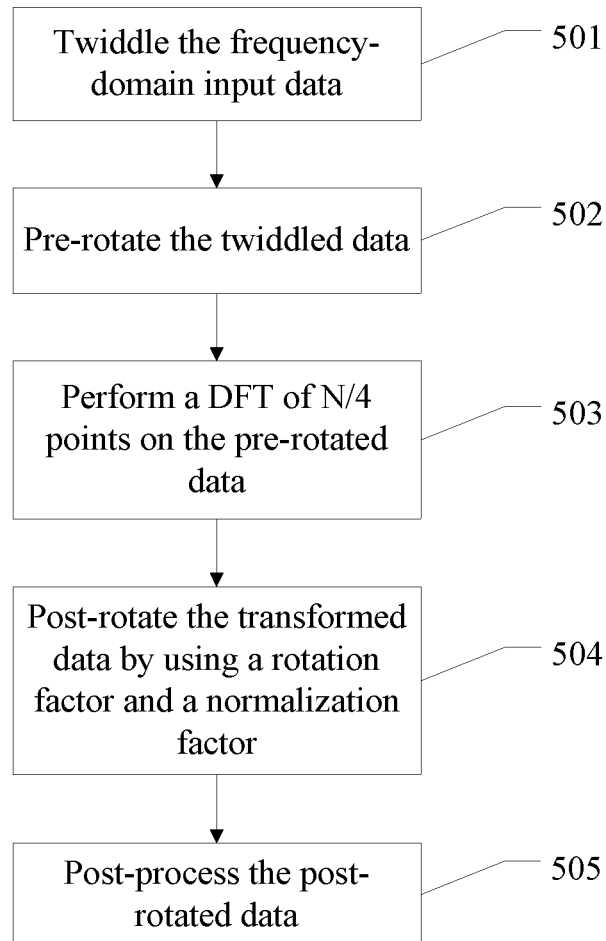 Twiddle the frequency-
domain input data
501
Pre-rotate the twiddled data
502
Perform a DFT of N/4
points on the pre-rotated
data
503
Post-rotate the transformed
data by using a rotation
factor and a normalization
factor
504
Post-process the post-
rotated data
505